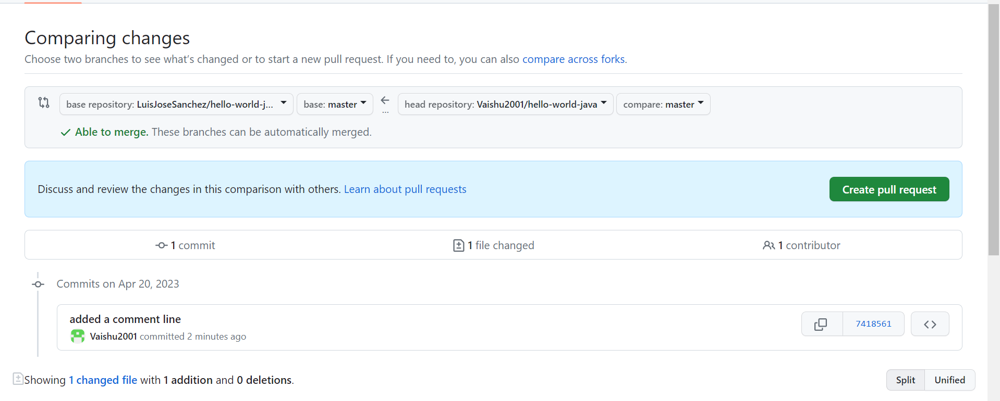 Comparing changes
Choose two branches to see what’s changed or to start a new pull request. If you need to, you can also compare across forks.
base repository: LuisJoseSanchez/hello-world-j... base: master ... head repository: Vaishu2001/hello-world-java compare: master
Able to merge. These branches can be automatically merged.
Discuss and review the changes in this comparison with others. Learn about pull requests Create pull request
1 commit 1 file changed 1 contributor
Commits on Apr 20, 2023
added a comment line
Vaishu2001 committed 2 minutes ago 7418561
Showing 1 changed file with 1 addition and 0 deletions. Split Unified